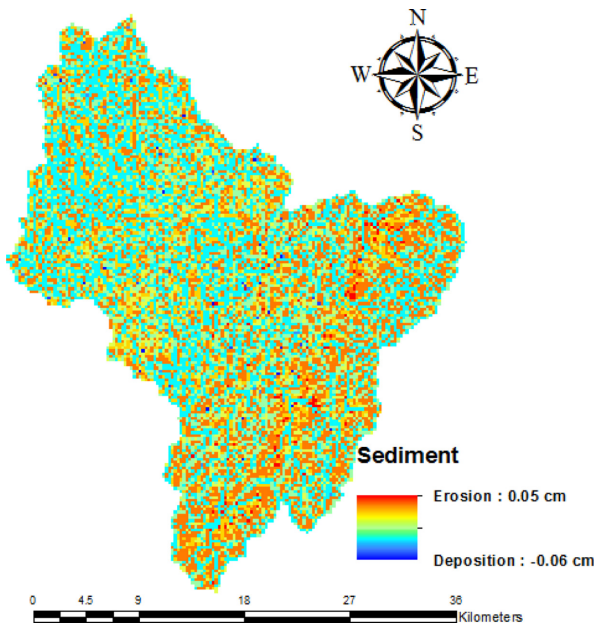 N
W E
S
Sediment
Erosion : 0.05 cm
Deposition : -0.06 cm
0 4.5 9 18 27 36
Kilometers